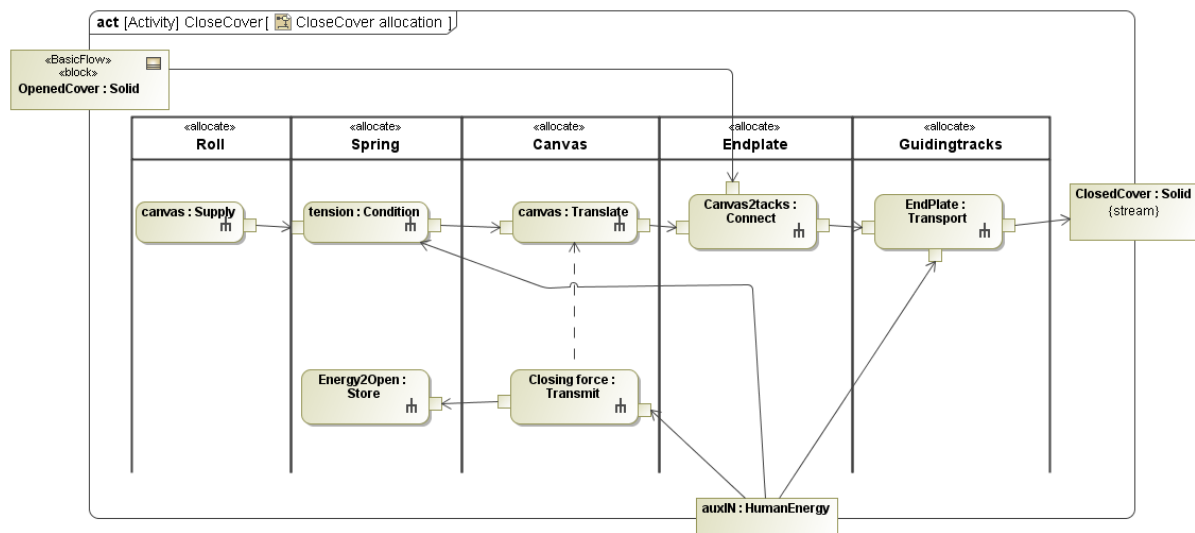 act [Activity] CloseCover[ CloseCover allocation ]
«BasicFlow»
«block»
OpenedCover : Solid
«allocate»
Roll
«allocate»
Spring
«allocate»
Canvas
«allocate»
Endplate
«allocate»
Guidingtracks
canvas : Supply
tension : Condition
canvas : Translate
Canvas2tacks :
Connect
EndPlate :
Transport
ClosedCover : Solid
{stream}
Energy2Open :
Store
Closing force :
Transmit
auxIN : HumanEnergy